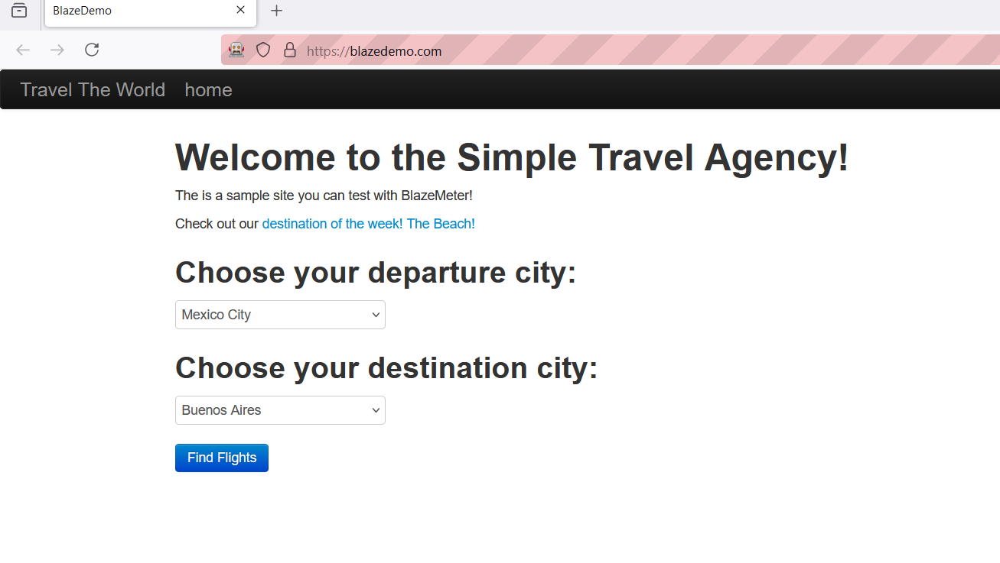 BlazeDemo
https://blazedemo.com
Travel The World home
Welcome to the Simple Travel Agency!
The is a sample site you can test with BlazeMeter!
Check out our destination of the week! The Beach!
Choose your departure city:
Mexico City
Choose your destination city:
Buenos Aires
Find Flights